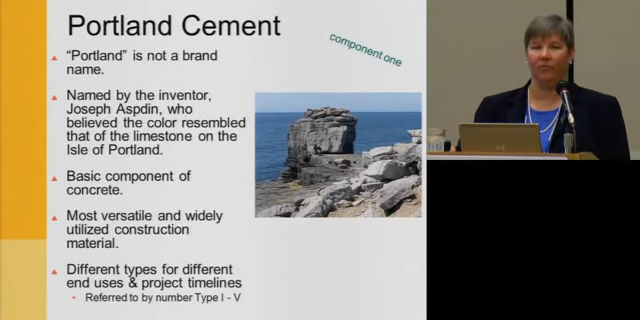 Portland Cement
component one
"Portland" is not a brand
name.
Named by the inventor,
Joseph Aspdin, who
believed the color resembled
that of the limestone on the
Isle of Portland.
Basic component of
concrete.
Most versatile and widely
utilized construction
material.
Different types for different
end uses & project timelines
Referred to by number Type I - V